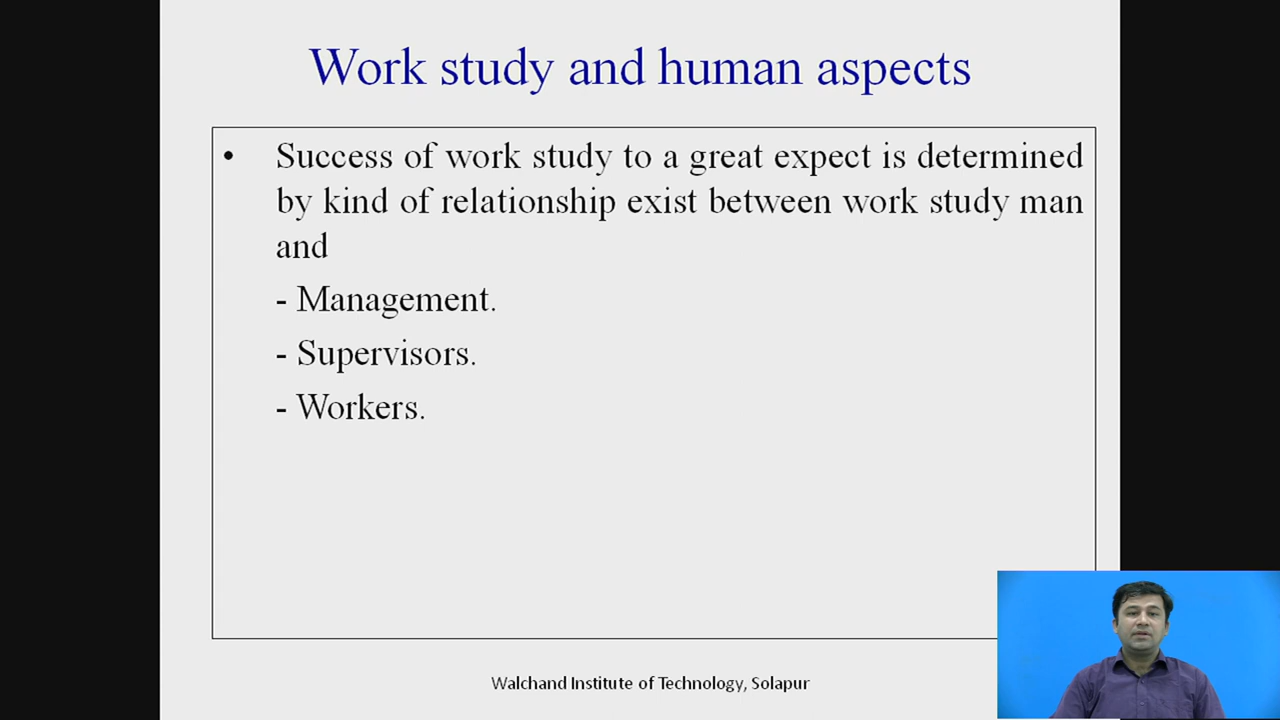 Work study and human aspects
• Success of work study to a great expect is determined
by kind of relationship exist between work study man
and
- Management.
- Supervisors.
- Workers.
Walchand Institute of Technology, Solapur